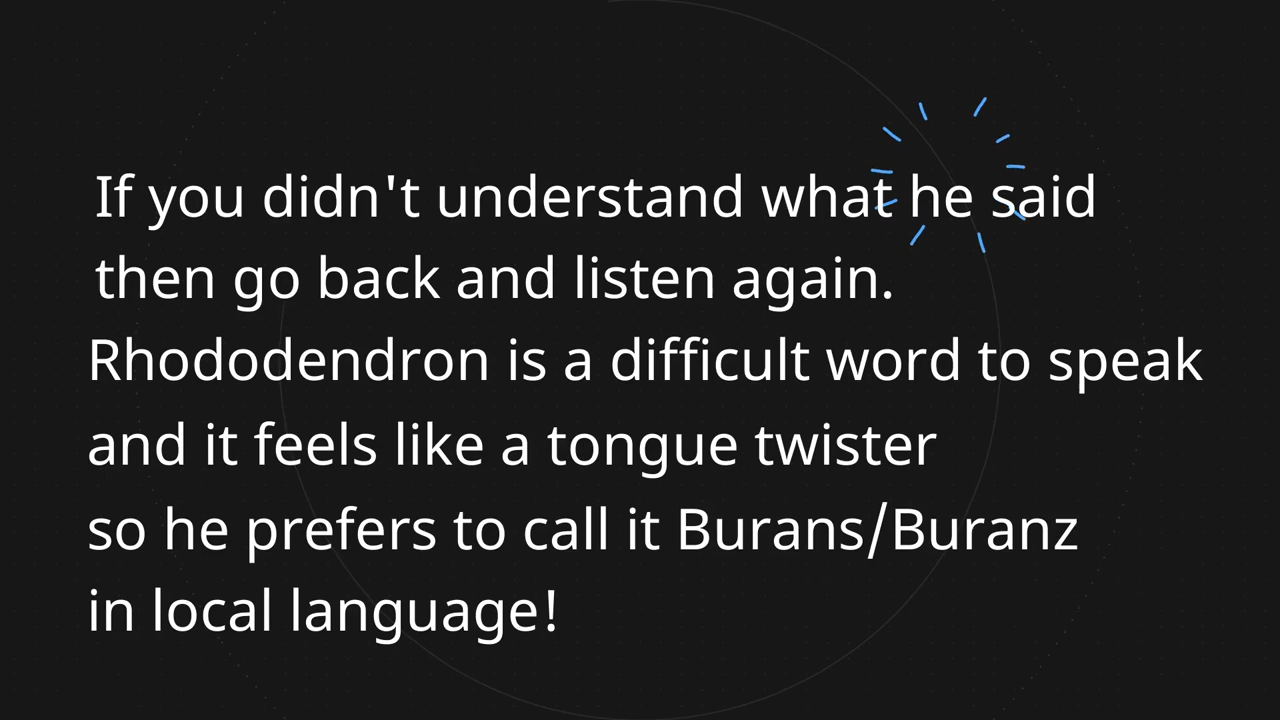 If you didn't understand what he said
then go back and listen again.
Rhododendron is a difficult word to speak
and it feels like a tongue twister
so he prefers to call it Burans/Buranz
in local language!